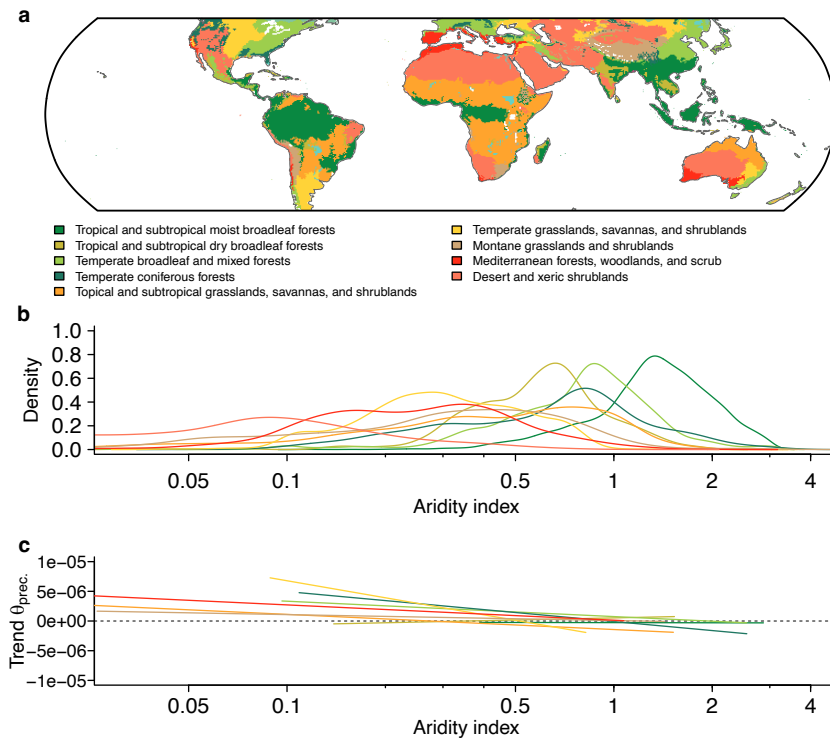 a
Tropical and subtropical moist broadleaf forests
Tropical and subtropical dry broadleaf forests
Temperate broadleaf and mixed forests
Temperate coniferous forests
Topical and subtropical grasslands, savannas, and shrublands
Temperate grasslands, savannas, and shrublands
Montane grasslands and shrublands
Mediterranean forests, woodlands, and scrub
Desert and xeric shrublands
b
Density
1.0
0.8
0.6
0.4
0.2
0.0
0.05 0.1 0.5 1 2 4
Aridity index
c
Trend θprec.
1e-05
5e-06
0e+00
-5e-06
-1e-05
0.05 0.1 0.5 1 2 4
Aridity index